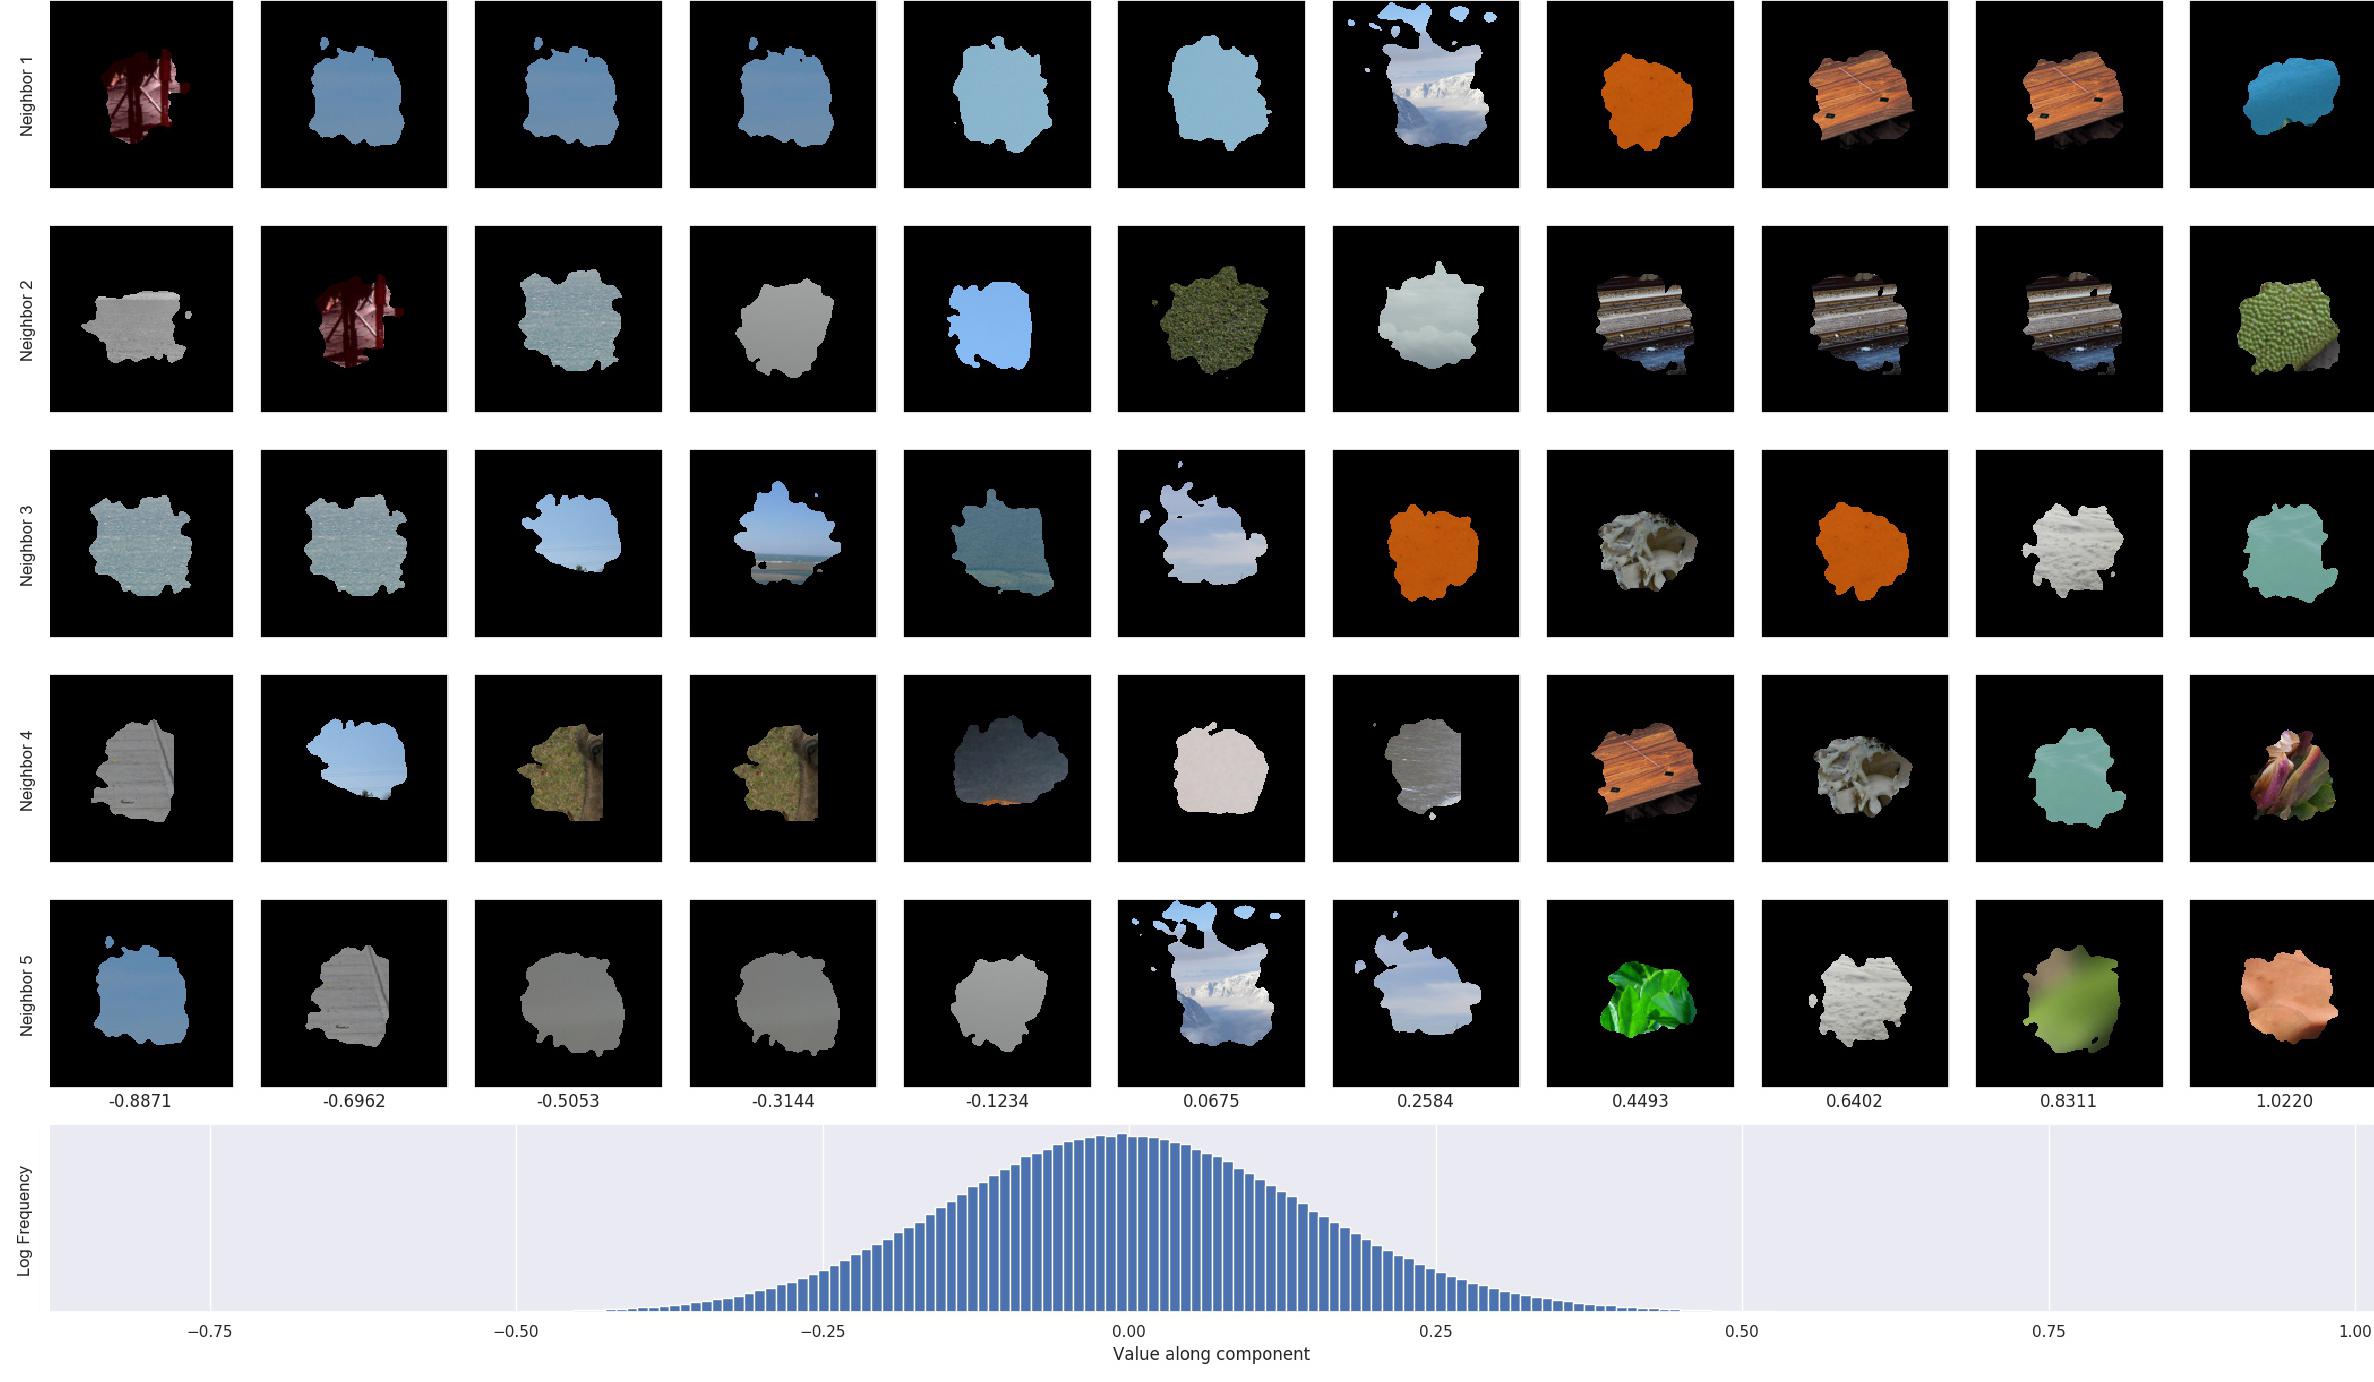 Neighbor 1
Neighbor 2
Neighbor 3
Neighbor 4
Neighbor 5
-0.8871 -0.6962 -0.5053 -0.3144 -0.1234 0.0675 0.2584 0.4493 0.6402 0.8311 1.0220
Log Frequency
−0.75 −0.50 −0.25 0.00 0.25 0.50 0.75 1.00
Value along component